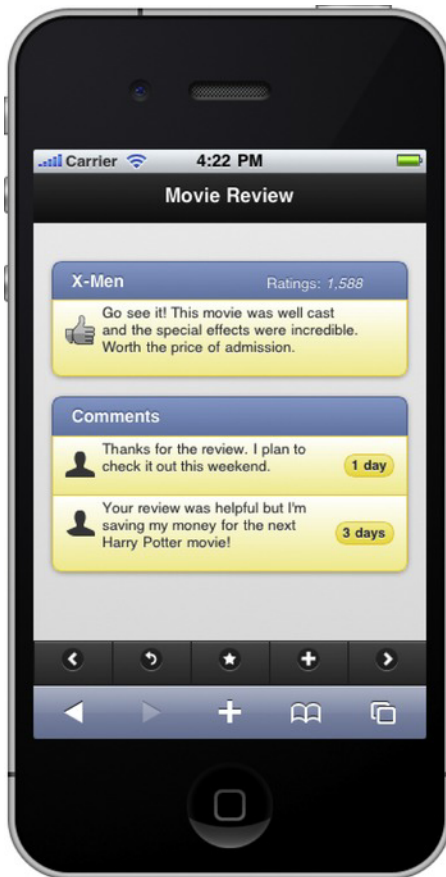 Carrier 4:22 PM
Movie Review
X-Men Ratings: 1,588
Go see it! This movie was well cast
and the special effects were incredible.
Worth the price of admission.
Comments
Thanks for the review. I plan to
check it out this weekend.
1 day
Your review was helpful but I'm
saving my money for the next
Harry Potter movie!
3 days